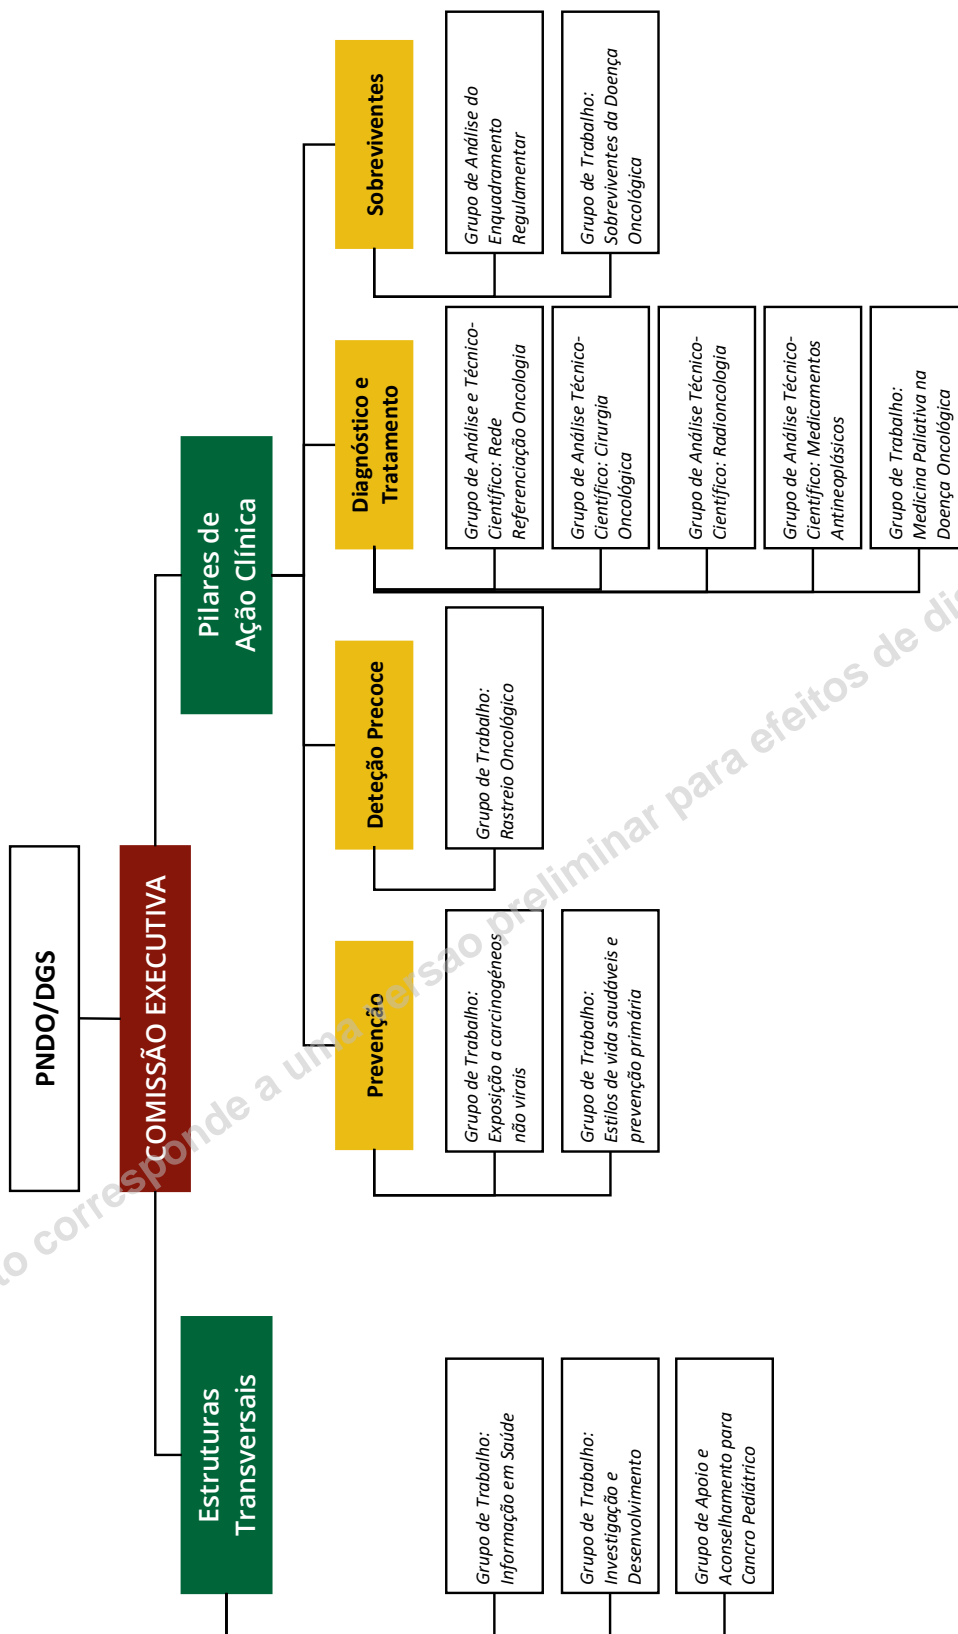 PNDO/DGS
COMISSÃO EXECUTIVA
Estruturas
Transversais
Grupo de Trabalho:
Informação em Saúde
Grupo de Trabalho:
Investigação e
Desenvolvimento
Grupo de Apoio e
Aconselhamento para
Cancro Pediátrico
Pilares de
Ação Clínica
Prevenção
Grupo de Trabalho:
Exposição a carcinogéneos
não virais
Grupo de Trabalho:
Estilos de vida saudáveis e
prevenção primária
Deteção Precoce
Grupo de Trabalho:
Rastreio Oncológico
Diagnóstico e
Tratamento
Grupo de Análise e Técnico-
Científico: Rede
Referenciação Oncologia
Grupo de Análise Técnico-
Científico: Cirurgia
Oncológica
Grupo de Análise Técnico-
Científico: Radioncologia
Grupo de Análise Técnico-
Científico: Medicamentos
Antineoplásicos
Grupo de Trabalho:
Medicina Paliativa na
Doença Oncológica
Sobreviventes
Grupo de Análise do
Enquadramento
Regulamentar
Grupo de Trabalho:
Sobreviventes da Doença
Oncológica
to corresponde a uma versao preliminar para efeitos de dis